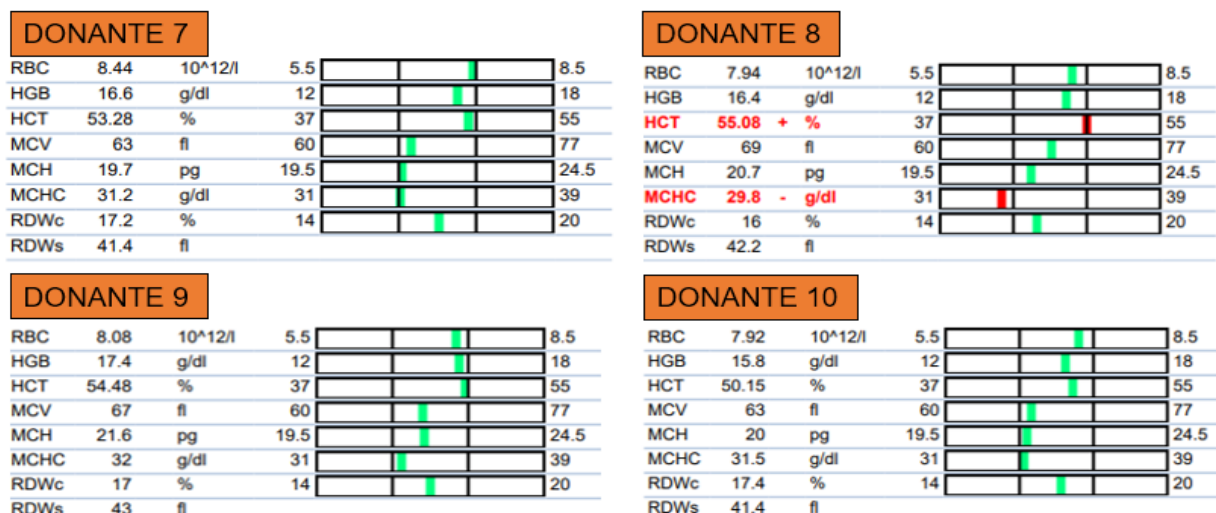 DONANTE 7
RBC 8.44 10^12/l 5.5 8.5
HGB 16.6 g/dl 12 18
HCT 53.28 % 37 55
MCV 63 fl 60 77
MCH 19.7 pg 19.5 24.5
MCHC 31.2 g/dl 31 39
RDWc 17.2 % 14 20
RDWs 41.4 fl
DONANTE 8
RBC 7.94 10^12/l 5.5 8.5
HGB 16.4 g/dl 12 18
HCT 55.08 + % 37 55
MCV 69 fl 60 77
MCH 20.7 pg 19.5 24.5
MCHC 29.8 - g/dl 31 39
RDWc 16 % 14 20
RDWs 42.2 fl
DONANTE 9
RBC 8.08 10^12/l 5.5 8.5
HGB 17.4 g/dl 12 18
HCT 54.48 % 37 55
MCV 67 fl 60 77
MCH 21.6 pg 19.5 24.5
MCHC 32 g/dl 31 39
RDWc 17 % 14 20
RDWs 43 fl
DONANTE 10
RBC 7.92 10^12/l 5.5 8.5
HGB 15.8 g/dl 12 18
HCT 50.15 % 37 55
MCV 63 fl 60 77
MCH 20 pg 19.5 24.5
MCHC 31.5 g/dl 31 39
RDWc 17.4 % 14 20
RDWs 41.4 fl